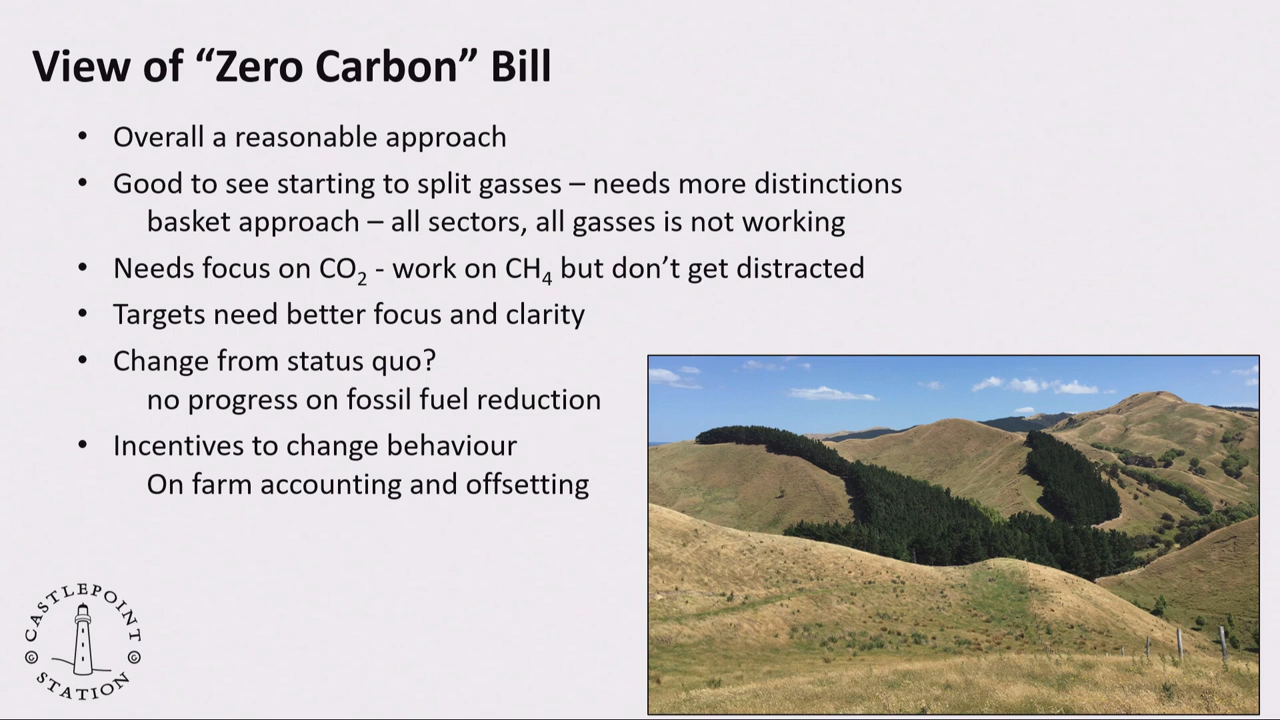 View of “Zero Carbon” Bill
• Overall a reasonable approach
• Good to see starting to split gasses – needs more distinctions
basket approach – all sectors, all gasses is not working
• Needs focus on CO₂ - work on CH₄ but don’t get distracted
• Targets need better focus and clarity
• Change from status quo?
no progress on fossil fuel reduction
• Incentives to change behaviour
On farm accounting and offsetting
CASTLEPOINT
© ©
STATION